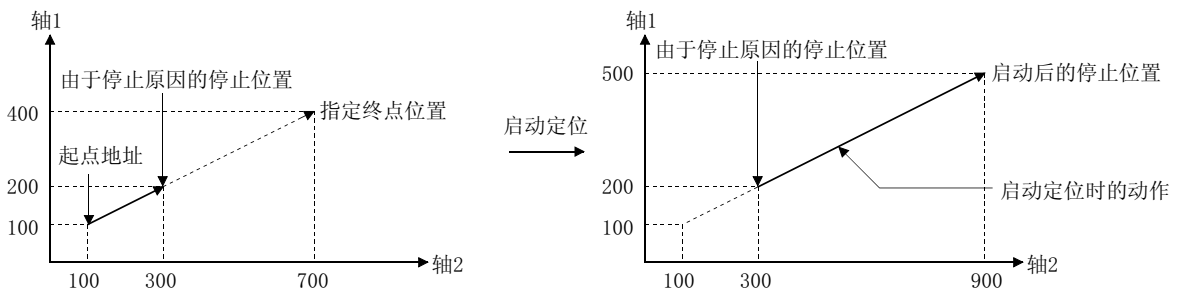 轴1
由于停止原因的停止位置
400
指定终点位置
起点地址
200
100
100
300
700
轴2
启动定位
轴1
由于停止原因的停止位置
500
启动后的停止位置
200
启动定位时的动作
100
100
300
900
轴2